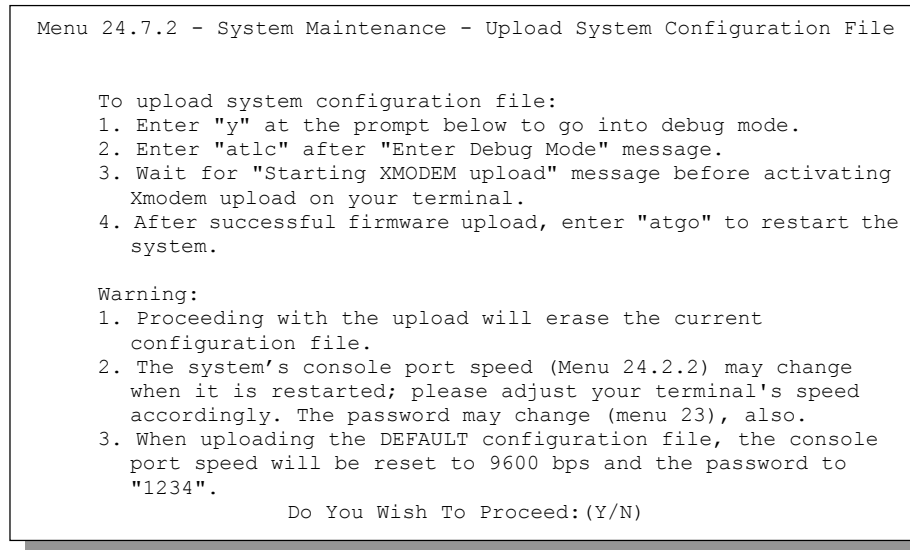 Menu 24.7.2 - System Maintenance - Upload System Configuration File
To upload system configuration file:
1. Enter "y" at the prompt below to go into debug mode.
2. Enter "atlc" after "Enter Debug Mode" message.
3. Wait for "Starting XMODEM upload" message before activating
Xmodem upload on your terminal.
4. After successful firmware upload, enter "atgo" to restart the
system.
Warning:
1. Proceeding with the upload will erase the current
configuration file.
2. The system’s console port speed (Menu 24.2.2) may change
when it is restarted; please adjust your terminal's speed
accordingly. The password may change (menu 23), also.
3. When uploading the DEFAULT configuration file, the console
port speed will be reset to 9600 bps and the password to
"1234".
Do You Wish To Proceed:(Y/N)